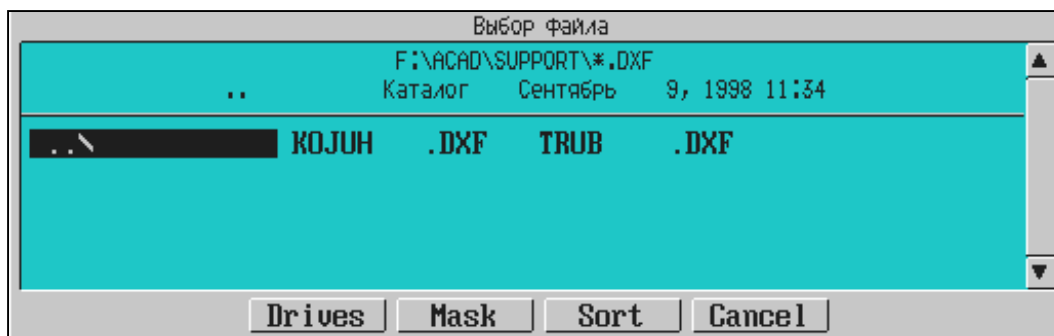 Выбор файла
F:\ACAD\SUPPORT\*.DXF
.. Каталог Сентябрь 9, 1998 11:34
..\ KOJUH .DXF TRUB .DXF
Drives Mask Sort Cancel